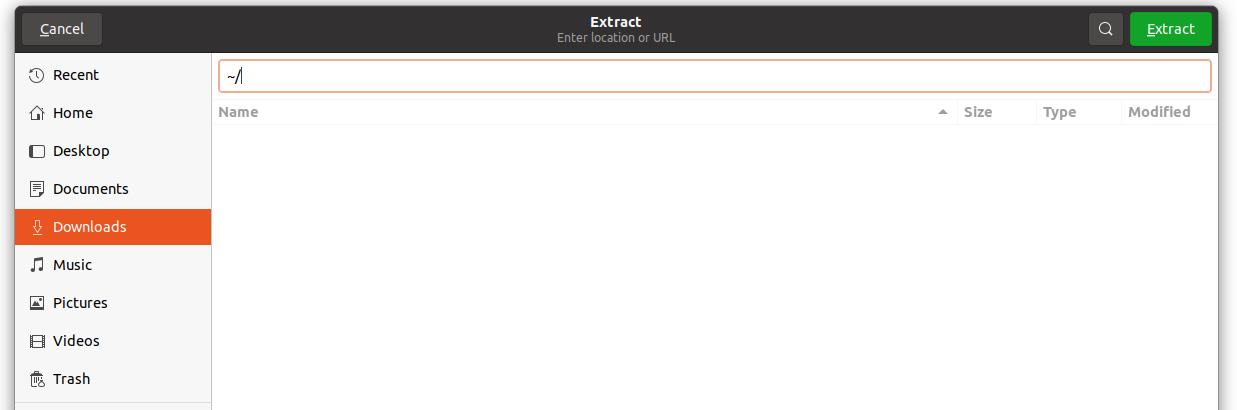 Cancel
Extract
Enter location or URL
Extract
Recent
Home
Desktop
Documents
Downloads
Music
Pictures
Videos
Trash
~/
Name Size Type Modified